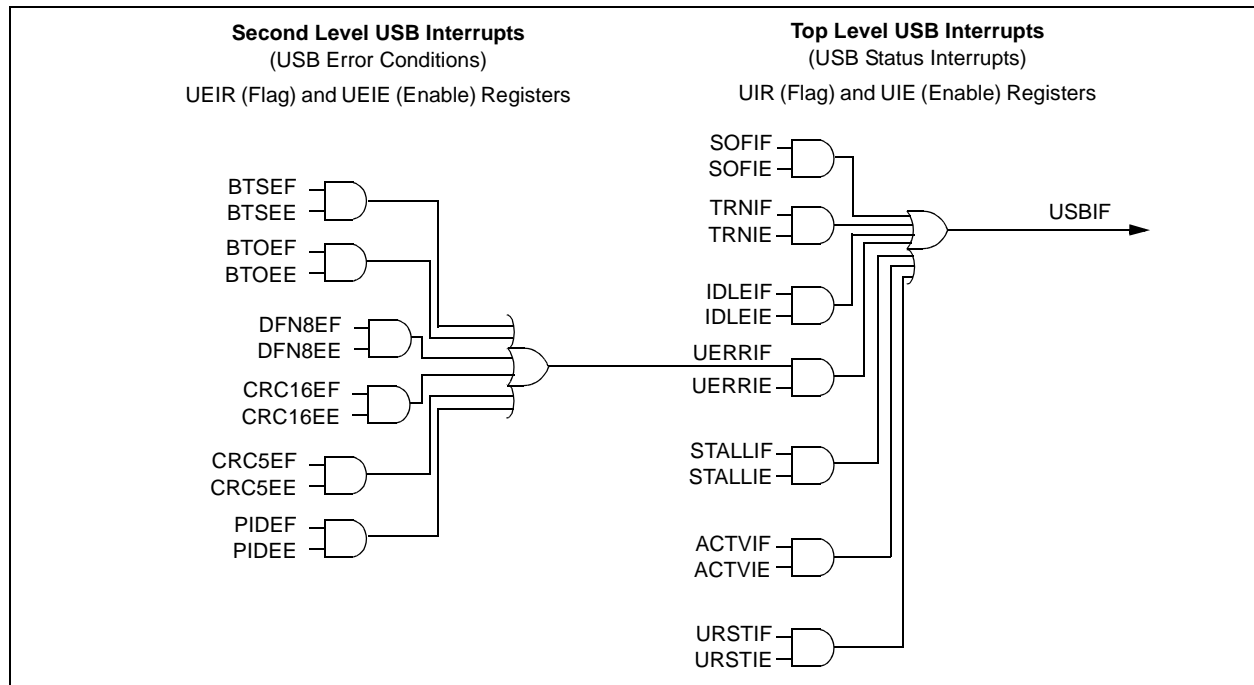 Second Level USB Interrupts
(USB Error Conditions)
UEIR (Flag) and UEIE (Enable) Registers
BTSEF
BTSEE
BTOEF
BTOEE
DFN8EF
DFN8EE
CRC16EF
CRC16EE
CRC5EF
CRC5EE
PIDEF
PIDEE
Top Level USB Interrupts
(USB Status Interrupts)
UIR (Flag) and UIE (Enable) Registers
SOFIF
SOFIE
TRNIF
TRNIE
IDLEIF
IDLEIE
UERRIF
UERRIE
STALLIF
STALLIE
ACTVIF
ACTVIE
URSTIF
URSTIE
USBIF